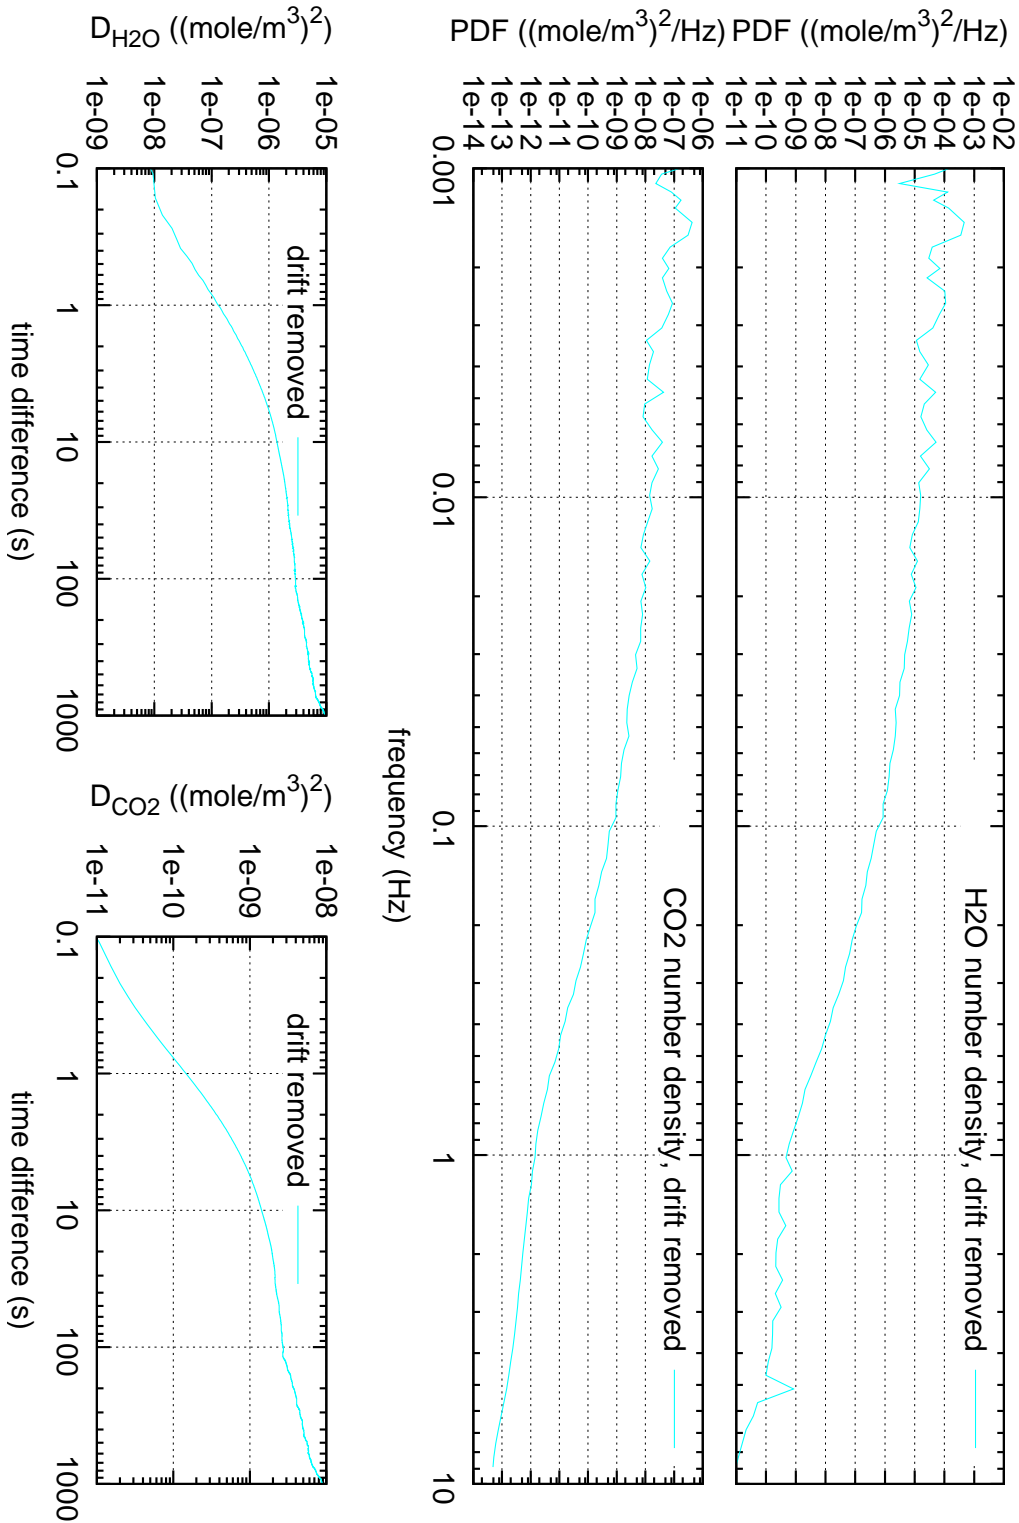 PDF ((mole/m3)2/Hz)
1e-02
1e-03
1e-04
1e-05
1e-06
1e-07
1e-08
1e-09
1e-10
1e-11
H2O number density, drift removed
PDF ((mole/m3)2/Hz)
1e-06
1e-07
1e-08
1e-09
1e-10
1e-11
1e-12
1e-13
1e-14
CO2 number density, drift removed
0.001
0.01
0.1
1
10
frequency (Hz)
DH2O ((mole/m3)2)
1e-05
1e-06
1e-07
1e-08
1e-09
drift removed
0.1
1
10
100
1000
time difference (s)
DCO2 ((mole/m3)2)
1e-08
1e-09
1e-10
1e-11
drift removed
0.1
1
10
100
1000
time difference (s)